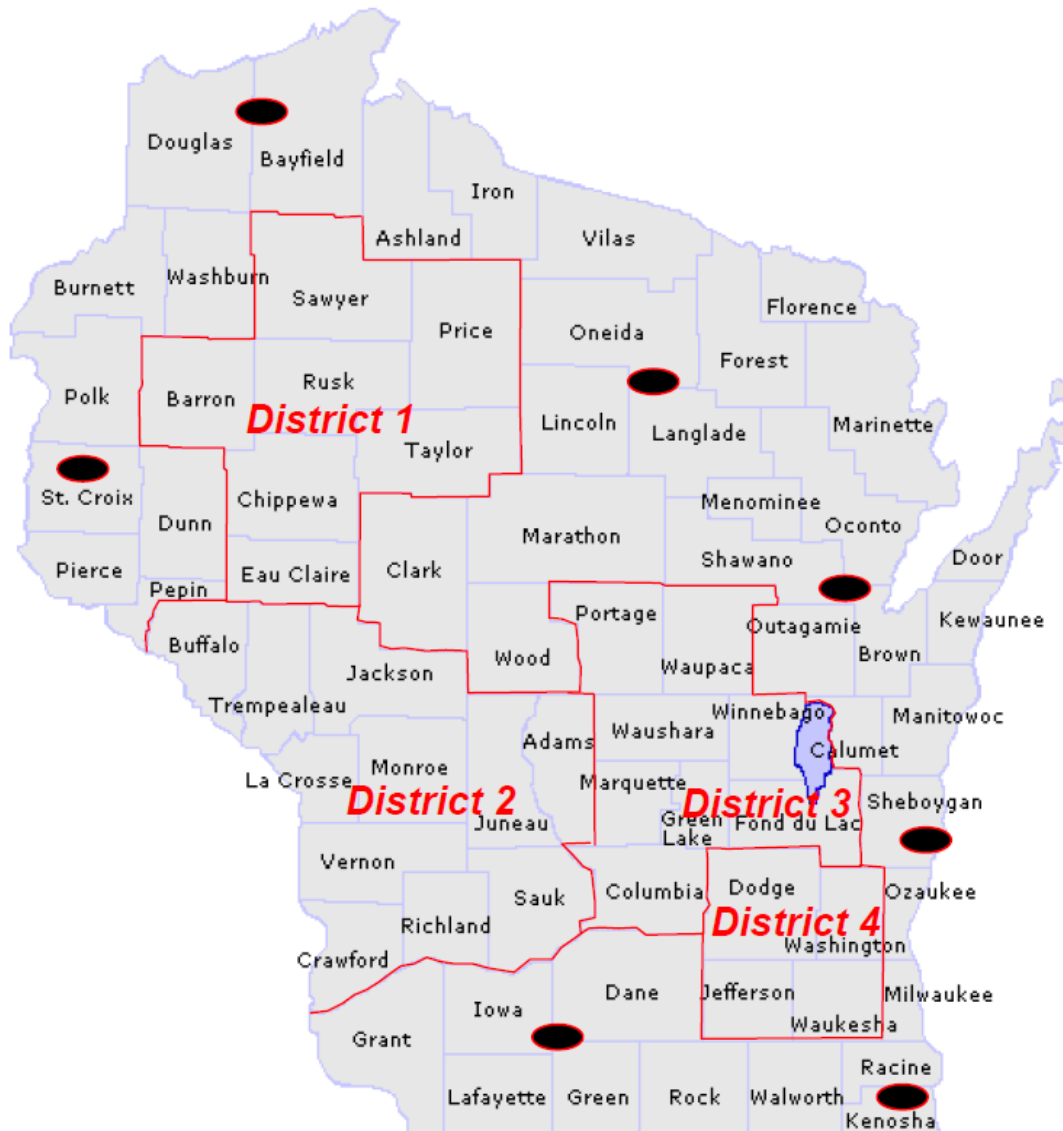 Douglas
Bayfield
Iron
Ashland
Vilas
Burnett
Washburn
Sawyer
Florence
Price
Oneida
Forest
Polk
Barron
Rusk
District 1
Lincoln
Langlade
Marinette
Taylor
St. Croix
Chippewa
Menominee
Dunn
Marathon
Oconto
Shawano
Door
Pierce
Eau Claire
Clark
Pepin
Portage
Outagamie
Kewaunee
Buffalo
Wood
Waupaca
Brown
Jackson
Trempealeau
Winnebago
Manitowoc
Adams
Waushara
Calumet
La Crosse
Monroe
Marquette
District 2
District 3
Sheboygan
Juneau
Green
Lake
Fond du Lac
Vernon
Sauk
Columbia
Dodge
Ozaukee
Richland
District 4
Washington
Crawford
Dane
Jefferson
Milwaukee
Iowa
Waukesha
Grant
Racine
Lafayette
Green
Rock
Walworth
Kenosha